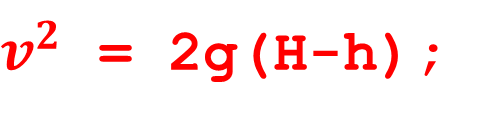 v² = 2g(H-h);